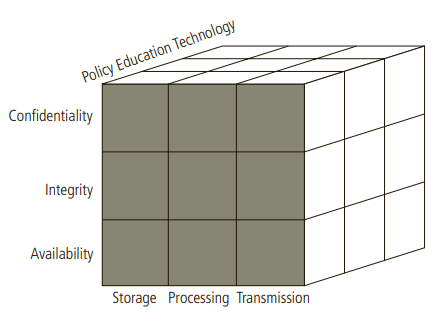 Policy Education Technology
Confidentiality
Integrity
Availability
Storage Processing Transmission